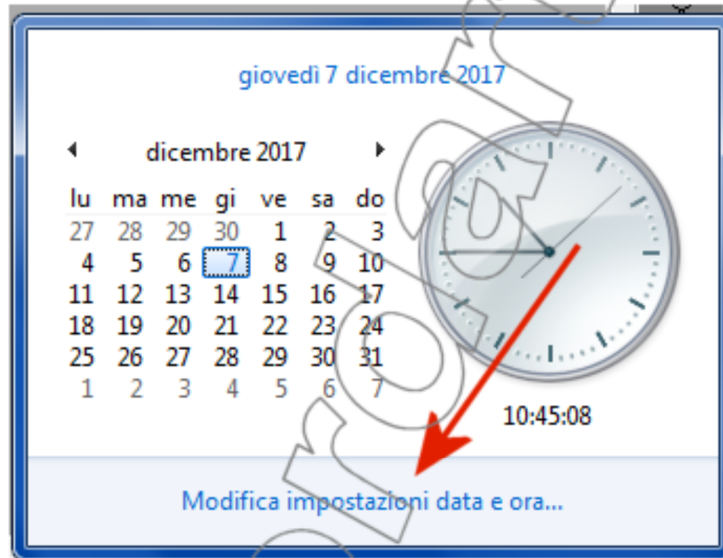 giovedì 7 dicembre 2017
dicembre 2017
lu ma me gi ve sa do
27 28 29 30 1 2 3
4 5 6 7 8 9 10
11 12 13 14 15 16 17
18 19 20 21 22 23 24
25 26 27 28 29 30 31
1 2 3 4 5 6 7
10:45:08
Modifica impostazioni data e ora...